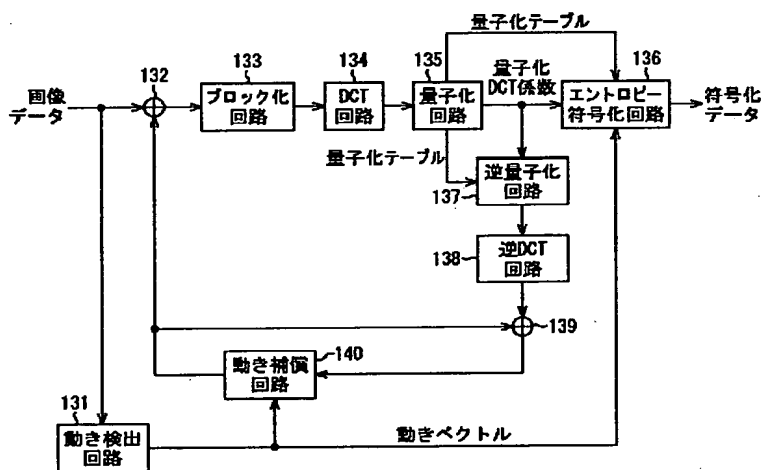 量子化テーブル
132
133
134
135
136
画像
データ
ブロック化
回路
DCT
回路
量子化
回路
量子化
DCT係数
エントロピー
符号化回路
符号化
データ
量子化テーブル
逆量子化
回路
137
逆DCT
回路
138
139
動き補償
回路
140
131
動き検出
回路
動きベクトル